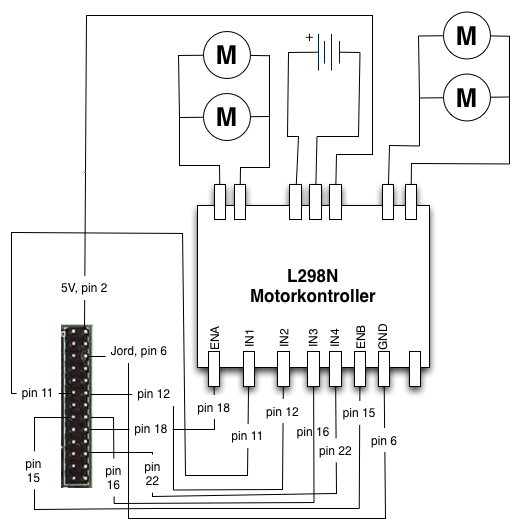 M
M
M
M
+
L298N
Motorkontroller
ENA
IN1
IN2
IN3
IN4
ENB
GND
5V, pin 2
Jord, pin 6
pin 11
pin 12
pin 18
pin
15
pin
16
pin
22
pin 18
pin 11
pin 12
pin 16
pin 22
pin 15
pin 6